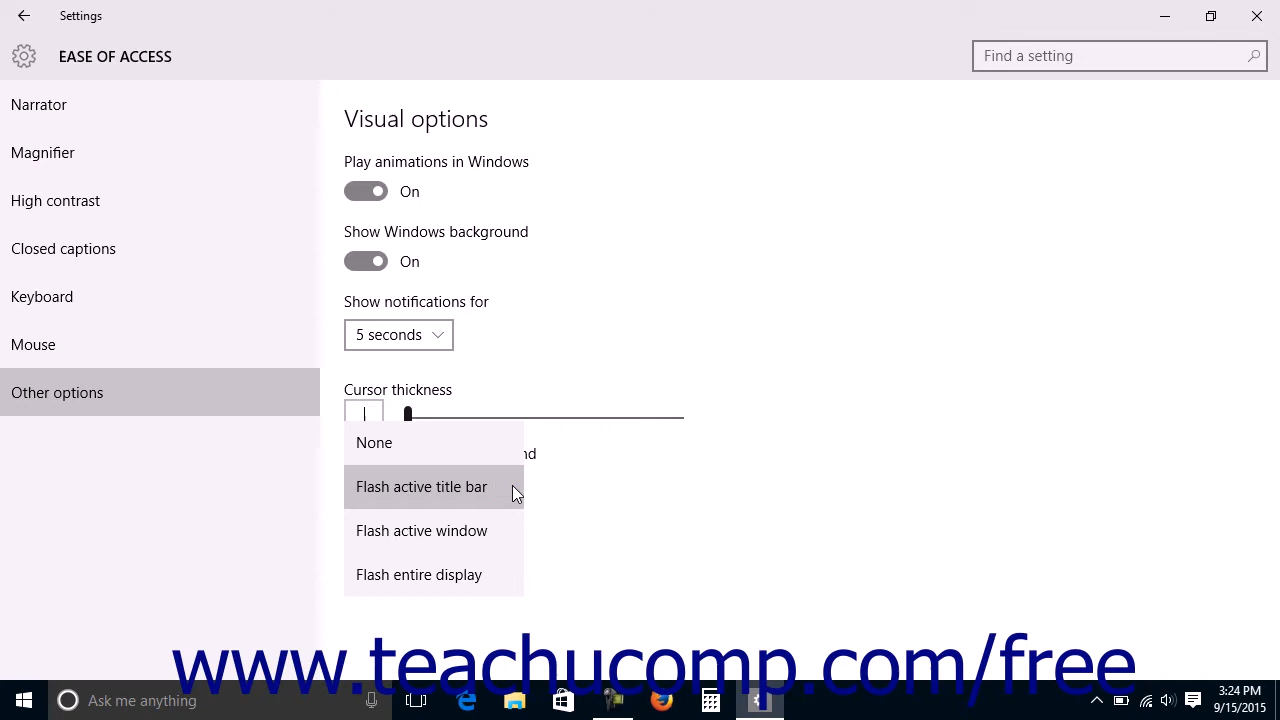 Settings
EASE OF ACCESS
Find a setting
Narrator
Magnifier
High contrast
Closed captions
Keyboard
Mouse
Other options
Visual options
Play animations in Windows
On
Show Windows background
On
Show notifications for
5 seconds
Cursor thickness
None
Flash active title bar
Flash active window
Flash entire display
www.teachucomp.com/free
Ask me anything
3:24 PM
9/15/2015